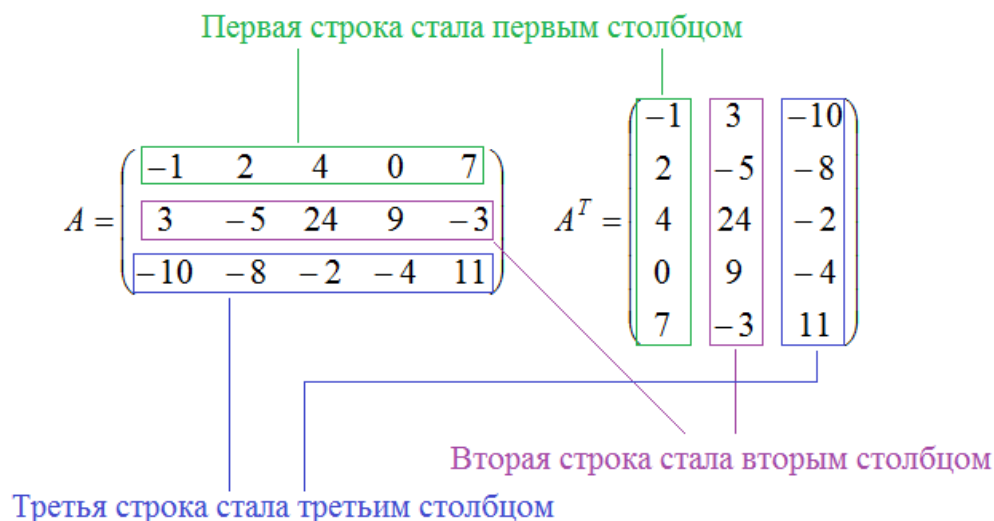 Первая строка стала первым столбцом
A = ( −1 2 4 0 7
3 −5 24 9 −3
−10 −8 −2 −4 11 )
A^T = ( −1 3 −10
2 −5 −8
4 24 −2
0 9 −4
7 −3 11 )
Вторая строка стала вторым столбцом
Третья строка стала третьим столбцом